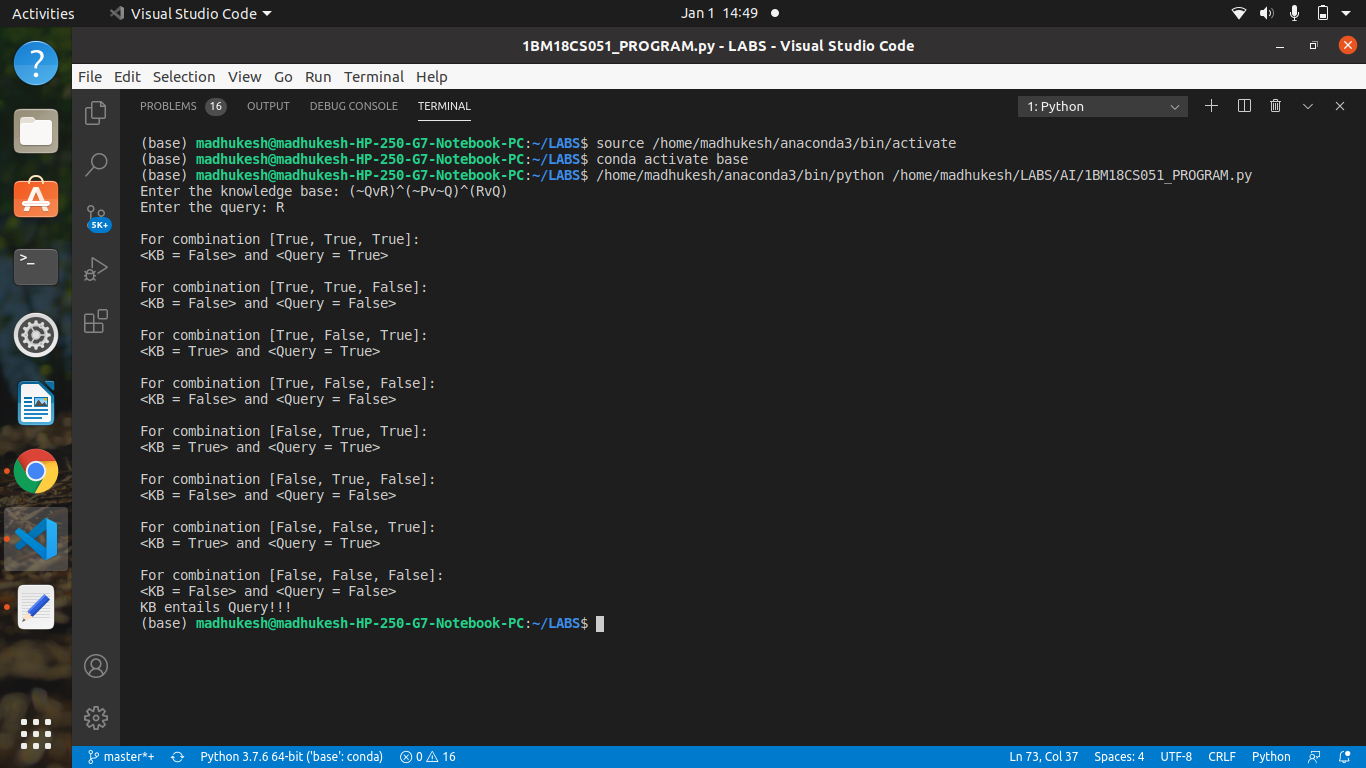 Activities
Visual Studio Code
Jan 1 14:49
1BM18CS051_PROGRAM.py - LABS - Visual Studio Code
File Edit Selection View Go Run Terminal Help
PROBLEMS 16 OUTPUT DEBUG CONSOLE TERMINAL
1: Python
(base) madhukesh@madhukesh-HP-250-G7-Notebook-PC:~/LABS$ source /home/madhukesh/anaconda3/bin/activate
(base) madhukesh@madhukesh-HP-250-G7-Notebook-PC:~/LABS$ conda activate base
(base) madhukesh@madhukesh-HP-250-G7-Notebook-PC:~/LABS$ /home/madhukesh/anaconda3/bin/python /home/madhukesh/LABS/AI/1BM18CS051_PROGRAM.py
Enter the knowledge base: (~QvR)^(~Pv~Q)^(RvQ)
Enter the query: R
For combination [True, True, True]:
<KB = False> and <Query = True>
For combination [True, True, False]:
<KB = False> and <Query = False>
For combination [True, False, True]:
<KB = True> and <Query = True>
For combination [True, False, False]:
<KB = False> and <Query = False>
For combination [False, True, True]:
<KB = True> and <Query = True>
For combination [False, True, False]:
<KB = False> and <Query = False>
For combination [False, False, True]:
<KB = True> and <Query = True>
For combination [False, False, False]:
<KB = False> and <Query = False>
KB entails Query!!!
(base) madhukesh@madhukesh-HP-250-G7-Notebook-PC:~/LABS$
5K+
master*+ Python 3.7.6 64-bit ('base': conda) 0 16 Ln 73, Col 37 Spaces: 4 UTF-8 CRLF Python